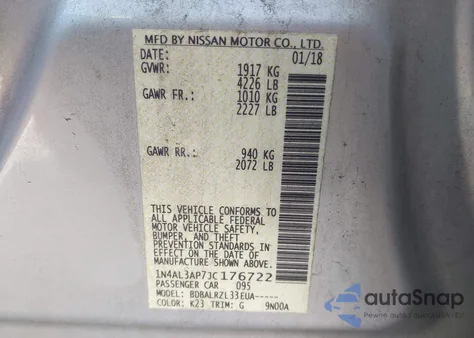 MFD BY NISSAN MOTOR CO., LTD.
DATE: 01/18
GVWR: 1917 KG
4226 LB
GAWR FR.: 1010 KG
2227 LB
GAWR RR.: 940 KG
2072 LB
THIS VEHICLE CONFORMS TO
ALL APPLICABLE FEDERAL
MOTOR VEHICLE SAFETY,
BUMPER, AND THEFT
PREVENTION STANDARDS IN
EFFECT ON THE DATE OF
MANUFACTURE SHOWN ABOVE.
1N4AL3AP7JC176722
PASSENGER CAR 095
MODEL: BDBALRZL33EUA-----
COLOR: K23 TRIM: G 9N00A
autoSnap
Fast and easy